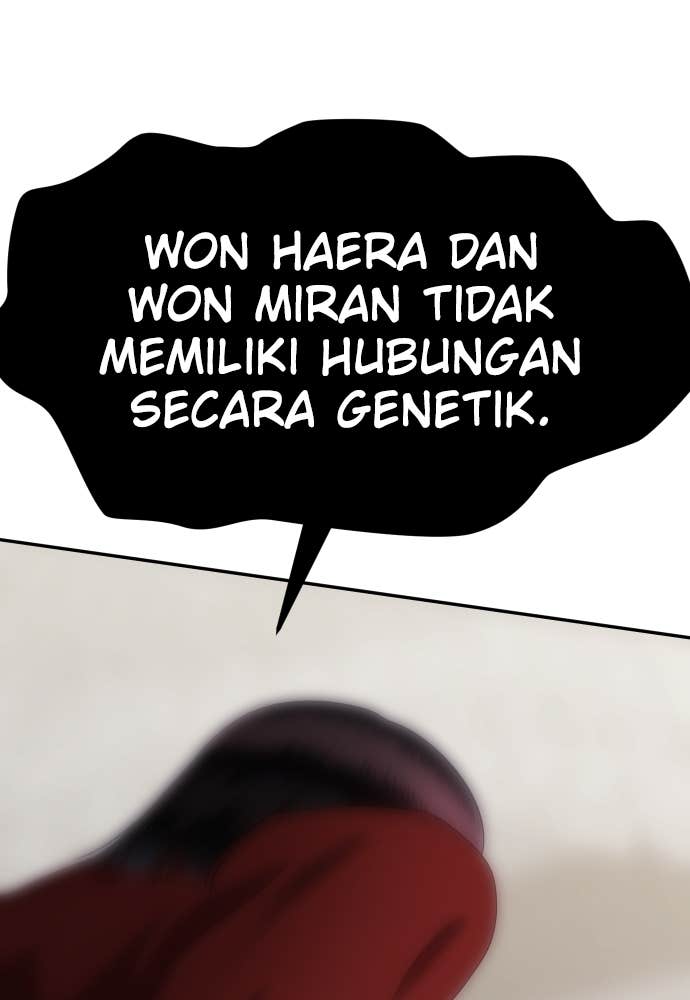 WON HAERA DAN
WON MIRAN TIDAK
MEMILIKI HUBUNGAN
SECARA GENETIK.